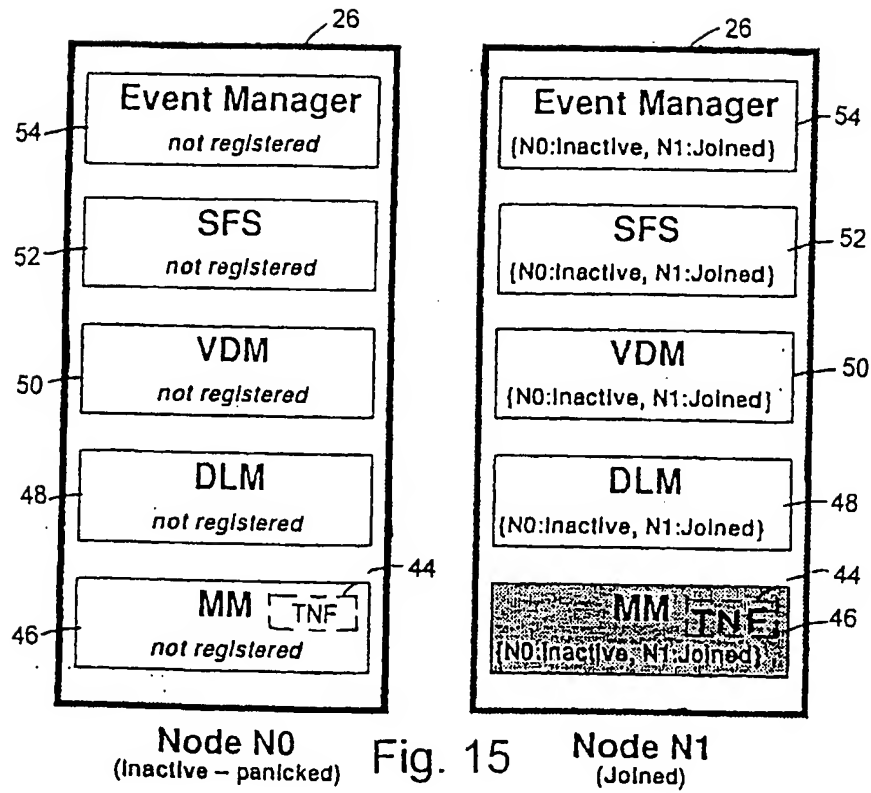 26
Event Manager
not registered
54
SFS
not registered
52
VDM
not registered
50
DLM
not registered
48
44
MM
TNF
not registered
46
Node N0
(Inactive – panicked)
26
Event Manager
{N0:Inactive, N1:Joined}
54
SFS
{N0:Inactive, N1:Joined}
52
VDM
{N0:Inactive, N1:Joined}
50
DLM
{N0:Inactive, N1:Joined}
48
44
MM
TNF
{N0:Inactive, N1:Joined}
46
Node N1
(Joined)
Fig. 15